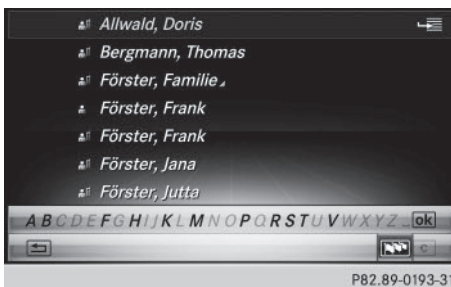 Allwald, Doris
Bergmann, Thomas
Förster, Familie
Förster, Frank
Förster, Frank
Förster, Jana
Förster, Jutta
A B C D E F G H I J K L M N O P Q R S T U V W X Y Z _ ok
C
P82.89-0193-31